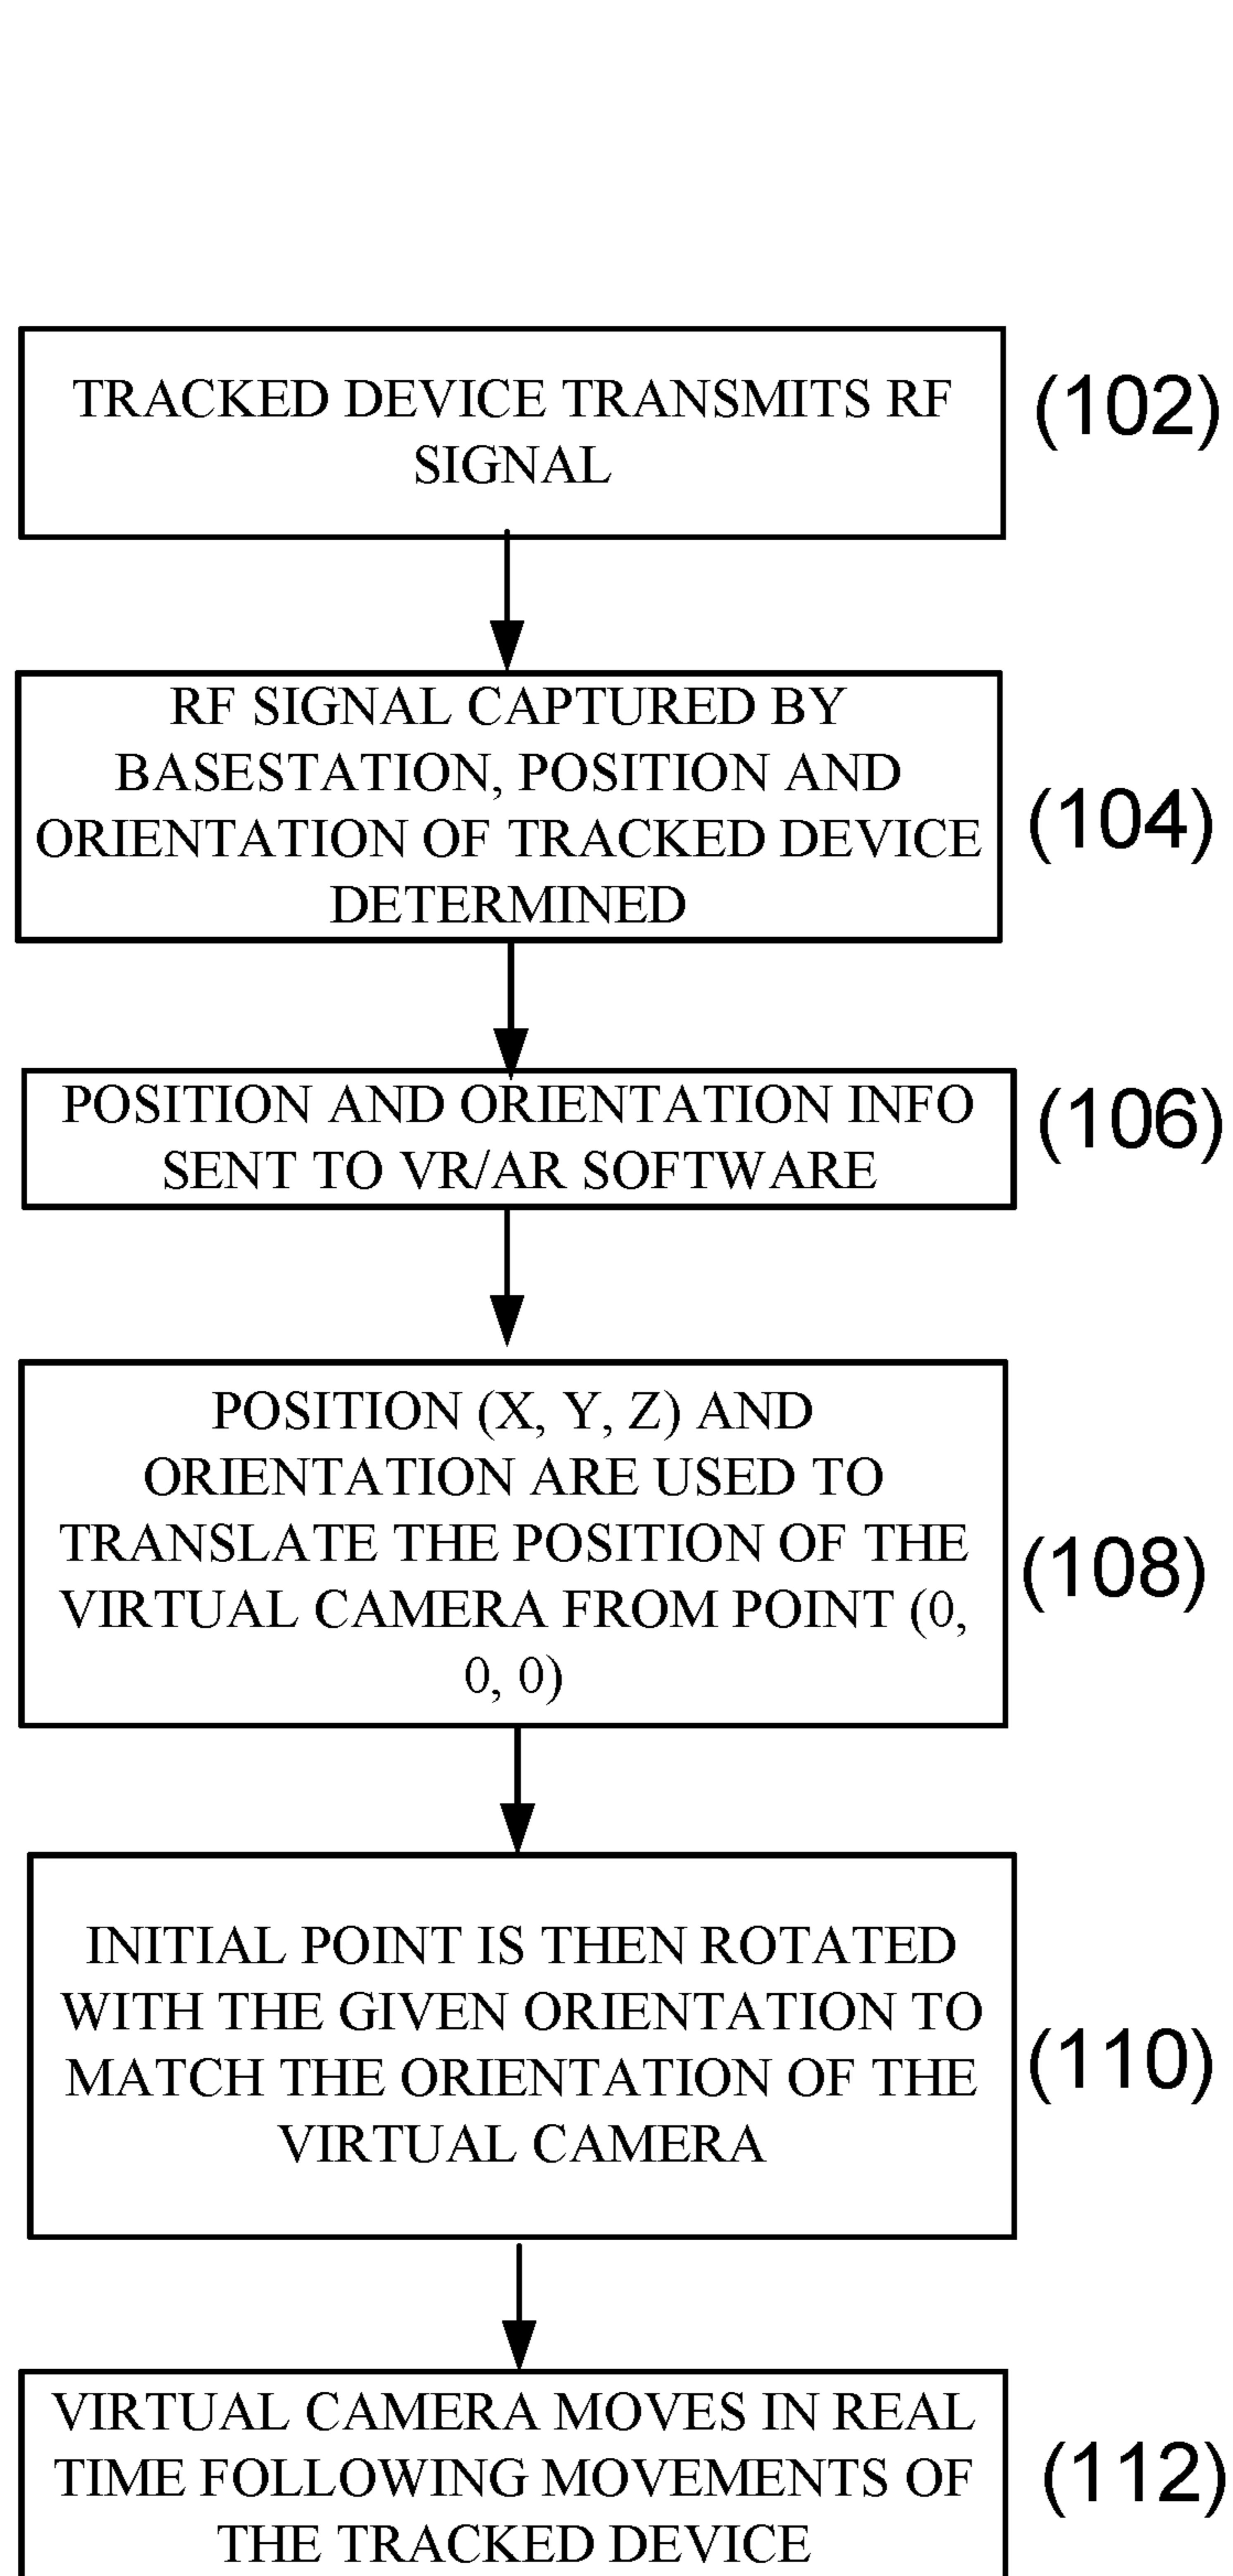 TRACKED DEVICE TRANSMITS RF
SIGNAL
(102)
RF SIGNAL CAPTURED BY
BASESTATION, POSITION AND
ORIENTATION OF TRACKED DEVICE
DETERMINED
(104)
POSITION AND ORIENTATION INFO
SENT TO VR/AR SOFTWARE
(106)
POSITION (X, Y, Z) AND
ORIENTATION ARE USED TO
TRANSLATE THE POSITION OF THE
VIRTUAL CAMERA FROM POINT (0,
0, 0)
(108)
INITIAL POINT IS THEN ROTATED
WITH THE GIVEN ORIENTATION TO
MATCH THE ORIENTATION OF THE
VIRTUAL CAMERA
(110)
VIRTUAL CAMERA MOVES IN REAL
TIME FOLLOWING MOVEMENTS OF
THE TRACKED DEVICE
(112)